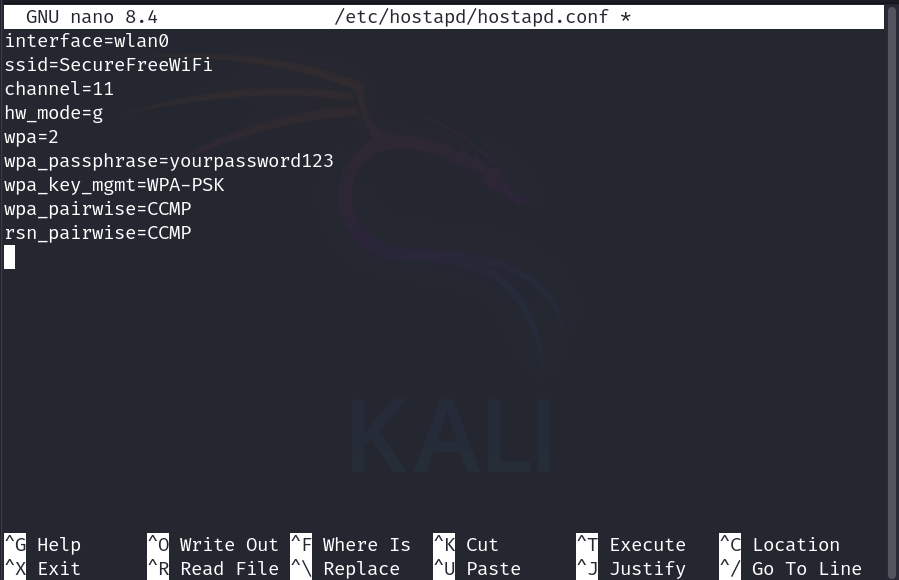 GNU nano 8.4 /etc/hostapd/hostapd.conf *
interface=wlan0
ssid=SecureFreeWiFi
channel=11
hw_mode=g
wpa=2
wpa_passphrase=yourpassword123
wpa_key_mgmt=WPA-PSK
wpa_pairwise=CCMP
rsn_pairwise=CCMP
KALI
^G Help ^O Write Out ^F Where Is ^K Cut ^T Execute ^C Location
^X Exit ^R Read File ^\ Replace ^U Paste ^J Justify ^/ Go To Line